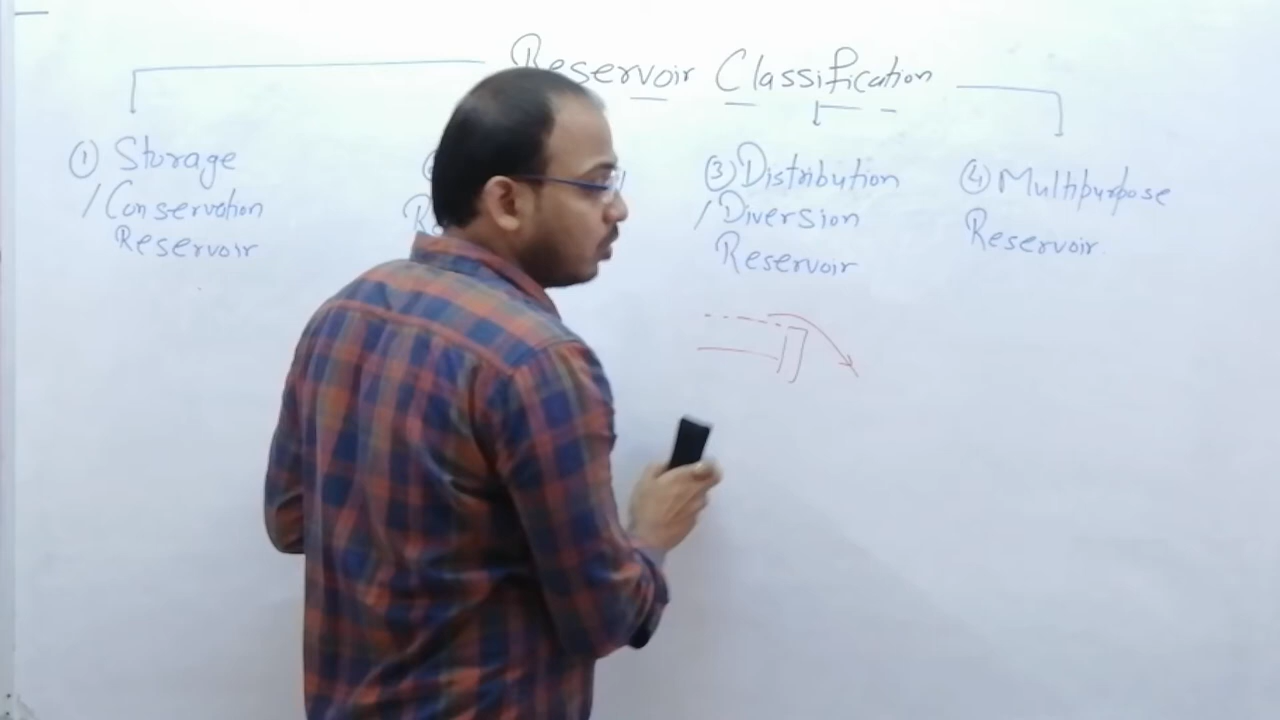 Reservoir Classification
① Storage
/Conservation
Reservoir
③ Distribution
/Diversion
Reservoir
④ Multipurpose
Reservoir